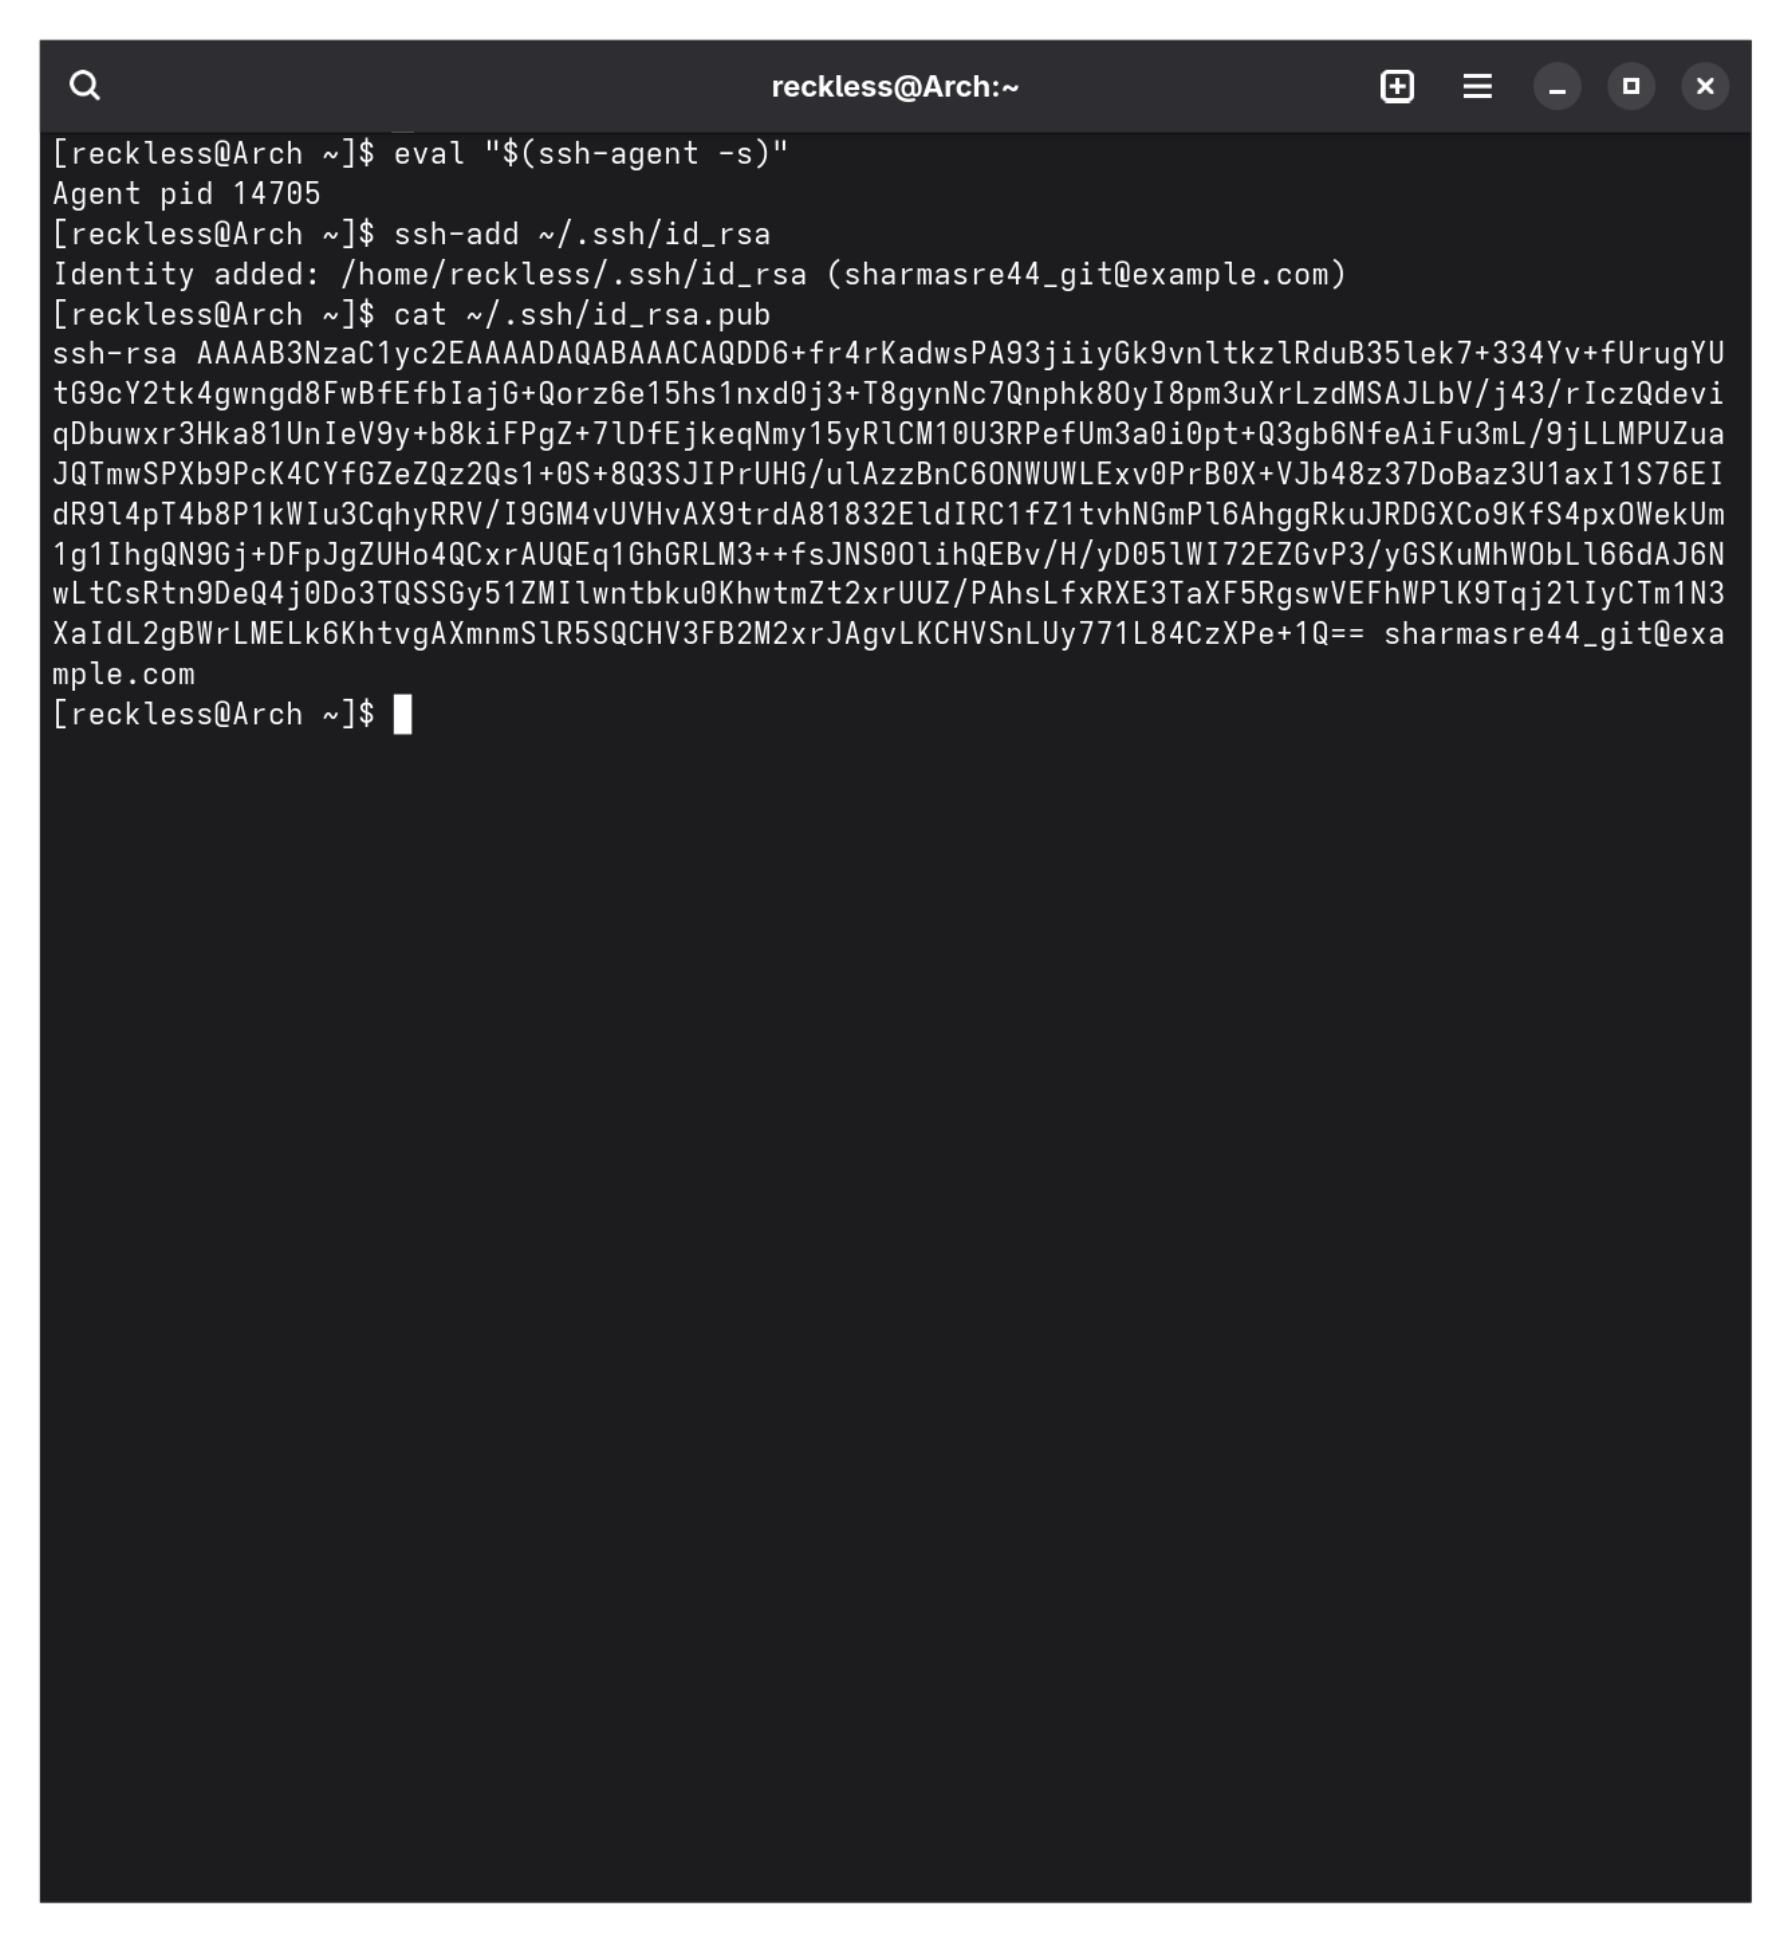 reckless@Arch:~
[reckless@Arch ~]$ eval "$(ssh-agent -s)"
Agent pid 14705
[reckless@Arch ~]$ ssh-add ~/.ssh/id_rsa
Identity added: /home/reckless/.ssh/id_rsa (sharmasre44_git@example.com)
[reckless@Arch ~]$ cat ~/.ssh/id_rsa.pub
ssh-rsa AAAAB3NzaC1yc2EAAAADAQABAAACAQDD6+fr4rKadwsPA93jiiyGk9vnltkzlRduB35lek7+334Yv+fUrugYU
tG9cY2tk4gwngd8FwBfEfbIajG+Qorz6e15hs1nxd0j3+T8gynNc7Qnphk8OyI8pm3uXrLzdMSAJLbV/j43/rIczQdevi
qDbuwxr3Hka81UnIeV9y+b8kiFPgZ+7lDfEjkeqNmy15yRlCM10U3RPefUm3a0i0pt+Q3gb6NfeAiFu3mL/9jLLMPUZua
JQTmwSPXb9PcK4CYfGZeZQz2Qs1+0S+8Q3SJIPrUHG/ulAzzBnC6ONWUWLExv0PrB0X+VJb48z37DoBaz3U1axI1S76EI
dR9l4pT4b8P1kWIu3CqhyRRV/I9GM4vUVHvAX9trdA81832EldIRC1fZ1tvhNGmPl6AhggRkuJRDGXCo9KfS4pxOWekUm
1g1IhgQN9Gj+DFpJgZUHo4QCxrAUQEq1GhGRLM3++fsJNS0OlihQEBv/H/yD05lWI72EZGvP3/yGSKuMhWObLl66dAJ6N
wLtCsRtn9DeQ4j0Do3TQSSGy51ZMIlwntbku0KhwtmZt2xrUUZ/PAhsLfxRXE3TaXF5RgswVEFhWPlK9Tqj2lIyCTm1N3
XaIdL2gBWrLMELk6KhtvgAXmnmSlR5SQCHV3FB2M2xrJAgvLKCHVSnLUy771L84CzXPe+1Q== sharmasre44_git@exa
mple.com
[reckless@Arch ~]$